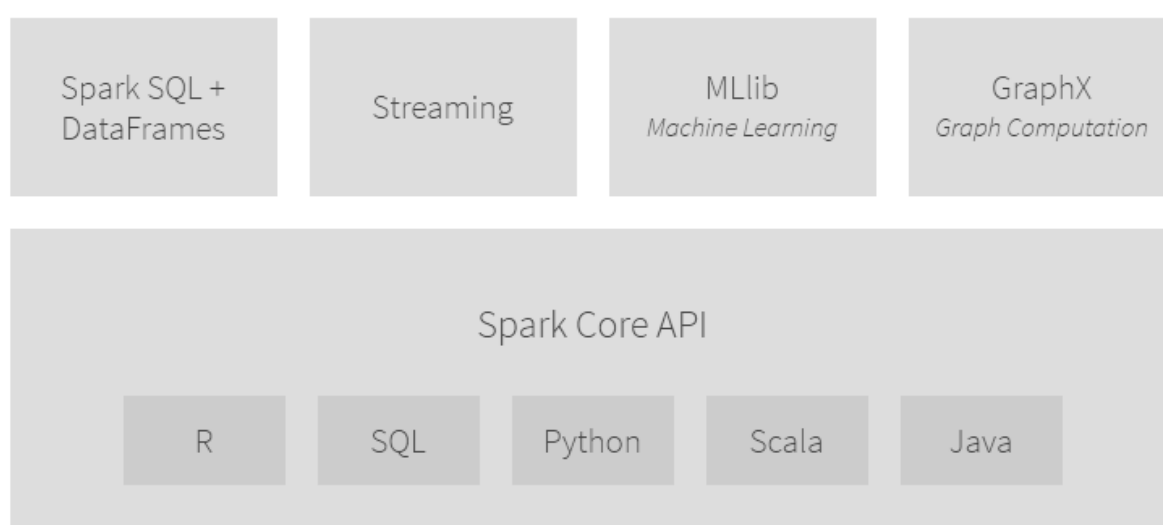 Spark SQL +
DataFrames
Streaming
MLlib
Machine Learning
GraphX
Graph Computation
Spark Core API
R
SQL
Python
Scala
Java